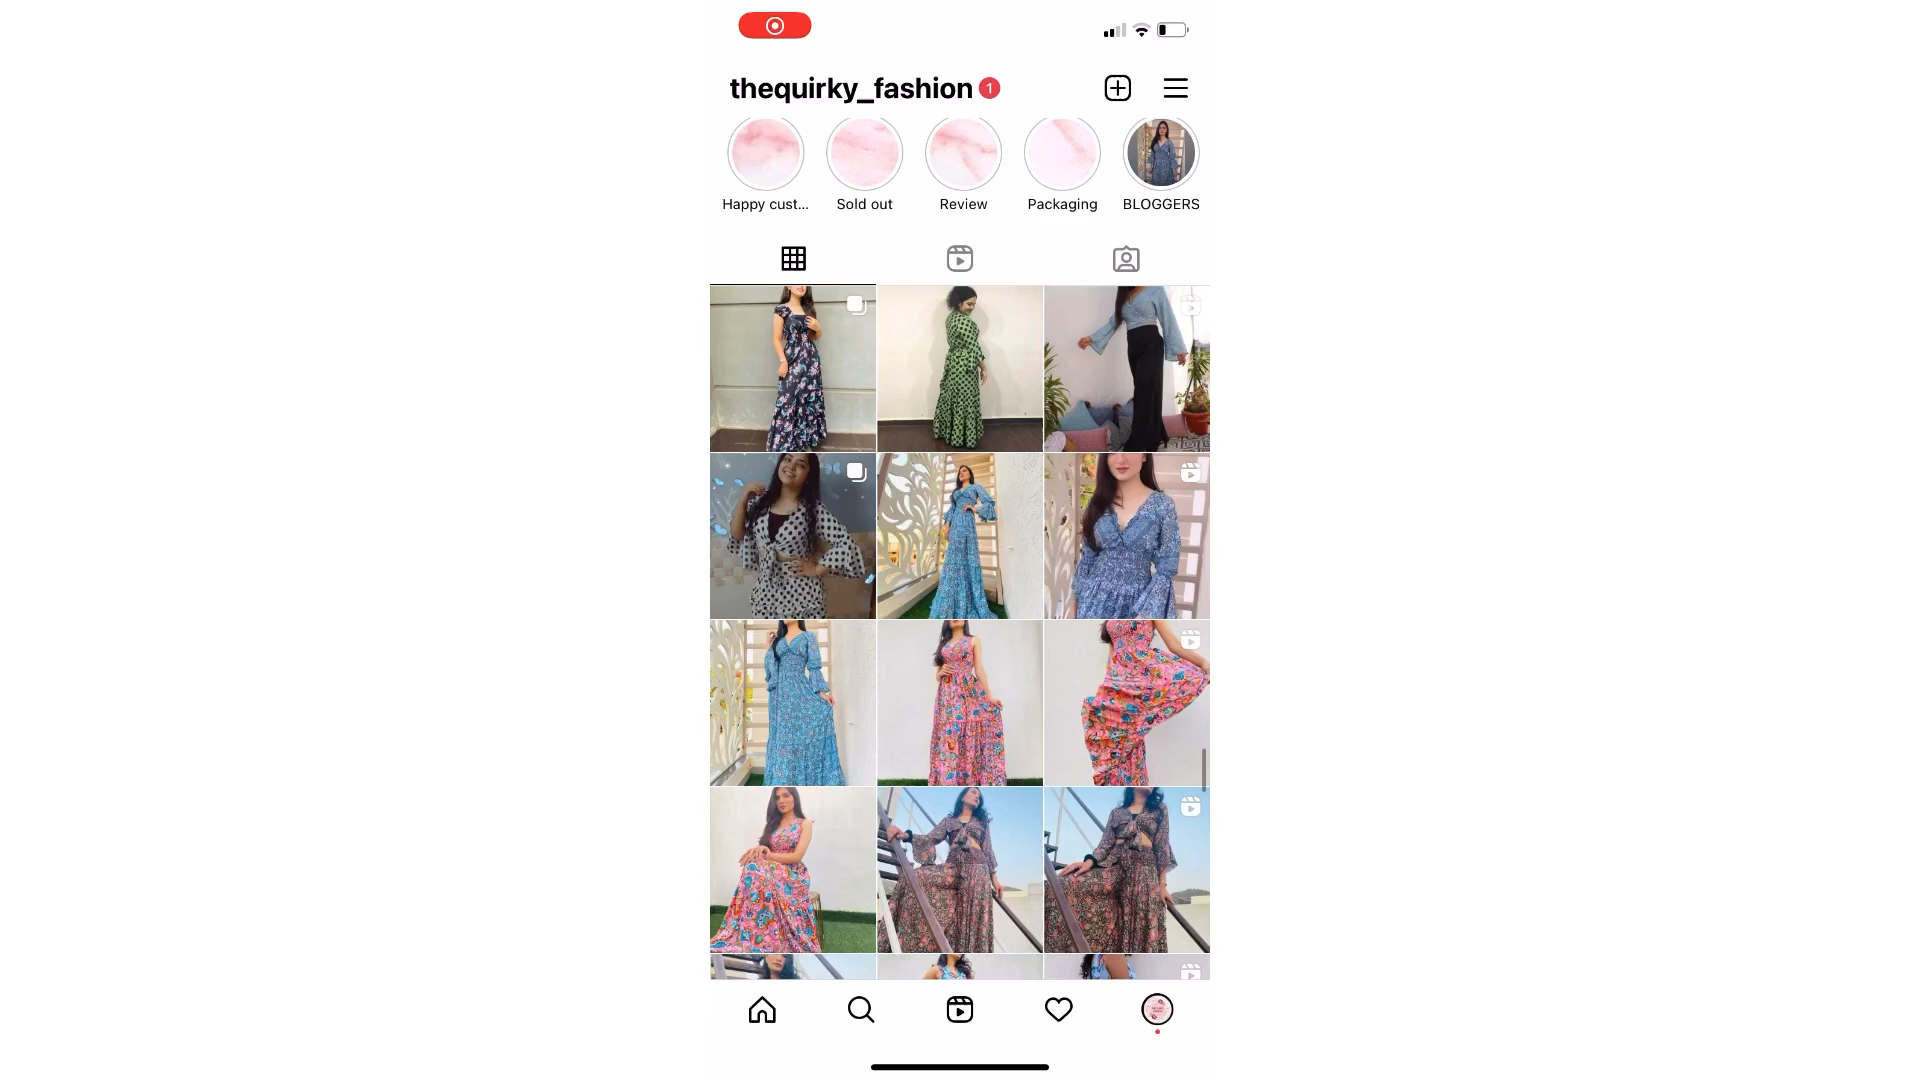 thequirky_fashion 1
Happy cust... Sold out Review Packaging BLOGGERS